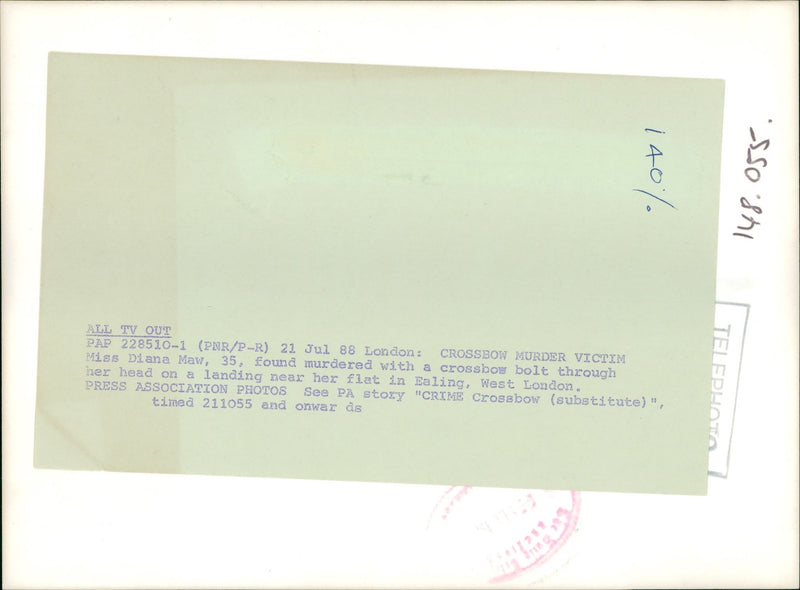 140%
148.055.
ALL TV OUT
PAP 228510-1 (PNR/P-R) 21 Jul 88 London: CROSSBOW MURDER VICTIM
Miss Diana Maw, 35, found murdered with a crossbow bolt through
her head on a landing near her flat in Ealing, West London.
PRESS ASSOCIATION PHOTOS See PA story "CRIME Crossbow (substitute)",
timed 211055 and onwar ds
TELEPHOTO